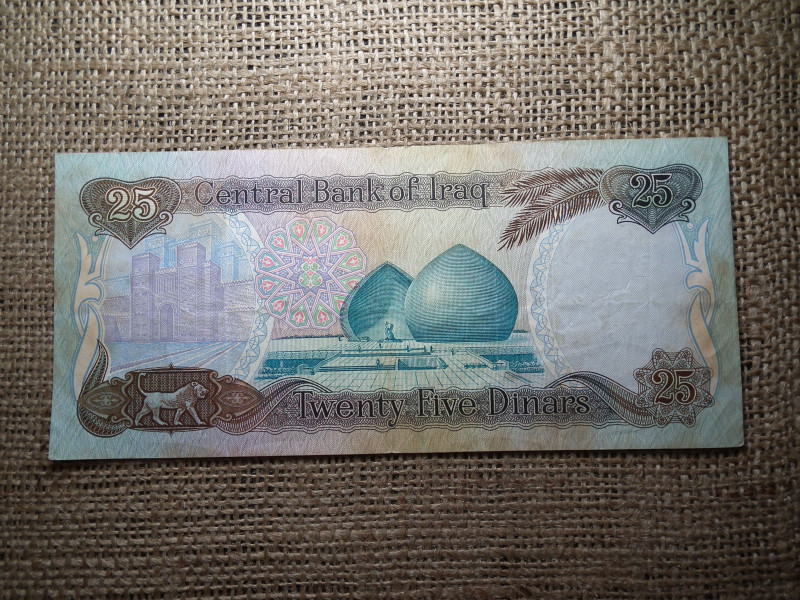 25 Central Bank of Iraq 25
Twenty Five Dinars 25